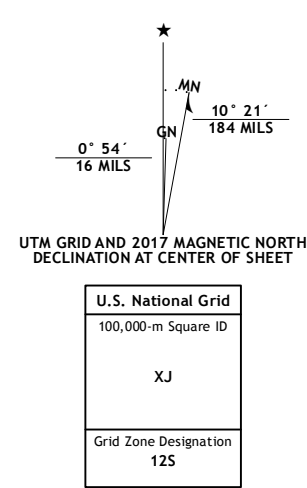 ★
MN
GN
10° 21´
184 MILS
0° 54´
16 MILS
UTM GRID AND 2017 MAGNETIC NORTH
DECLINATION AT CENTER OF SHEET
U.S. National Grid
100,000-m Square ID
XJ
Grid Zone Designation
12S